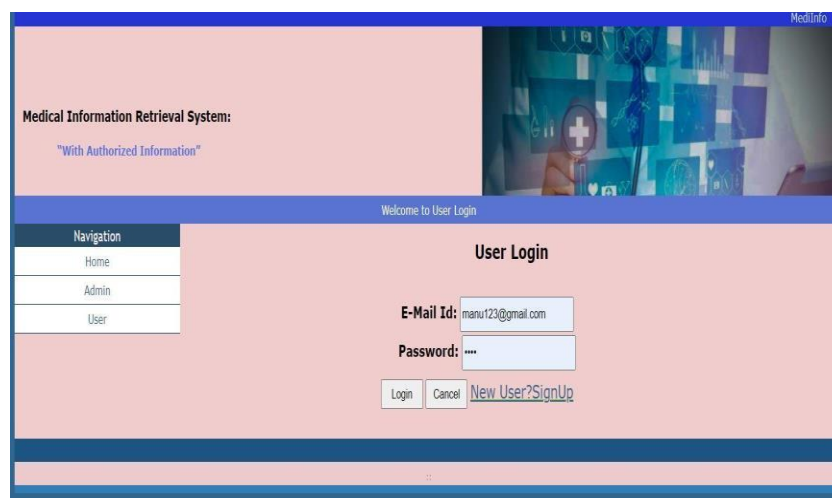 MediInfo
Medical Information Retrieval System:
"With Authorized Information"
Welcome to User Login
Navigation
Home
Admin
User
User Login
E-Mail Id: manu123@gmail.com
Password: ····
Login Cancel New User?SignUp
::